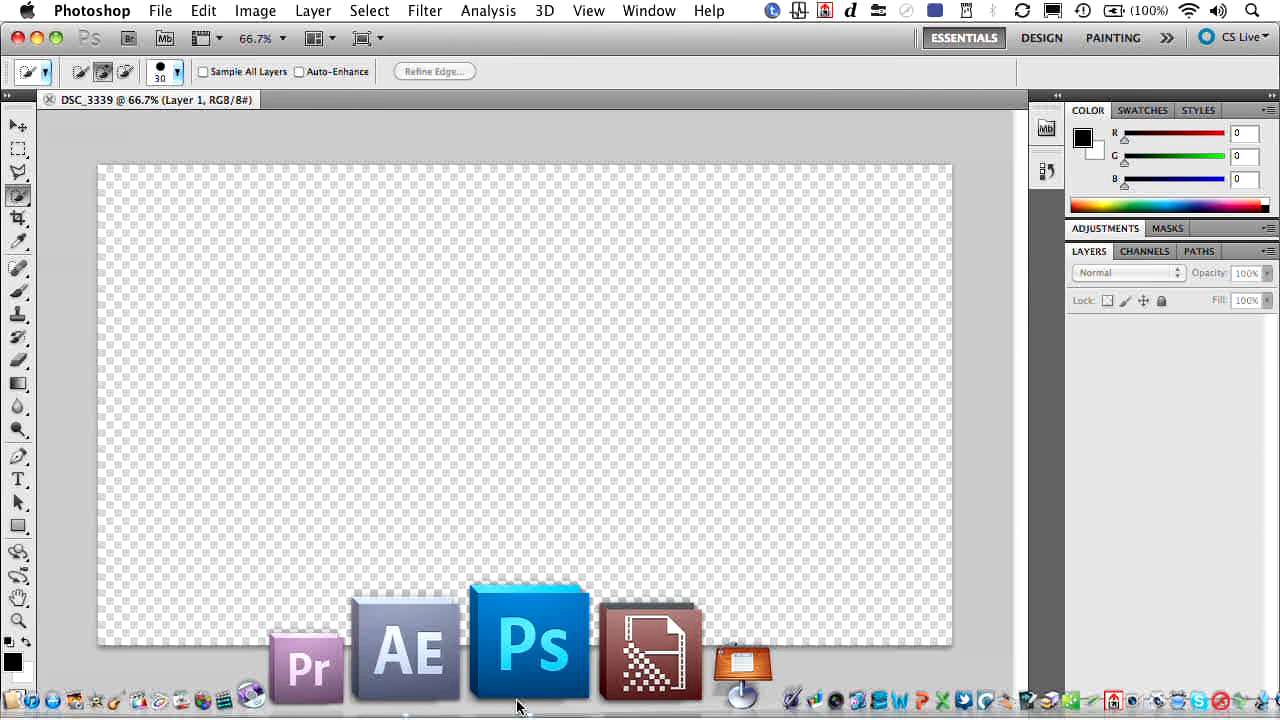 Photoshop File Edit Image Layer Select Filter Analysis 3D View Window Help (100%)
Ps Br Mb 66.7% ESSENTIALS DESIGN PAINTING CS Live
30 Sample All Layers Auto-Enhance Refine Edge...
DSC_3339 @ 66.7% (Layer 1, RGB/8#)
COLOR SWATCHES STYLES
Mb
R 0
G 0
B 0
ADJUSTMENTS MASKS
LAYERS CHANNELS PATHS
Normal Opacity: 100%
Lock: Fill: 100%
T
Pr AE Ps